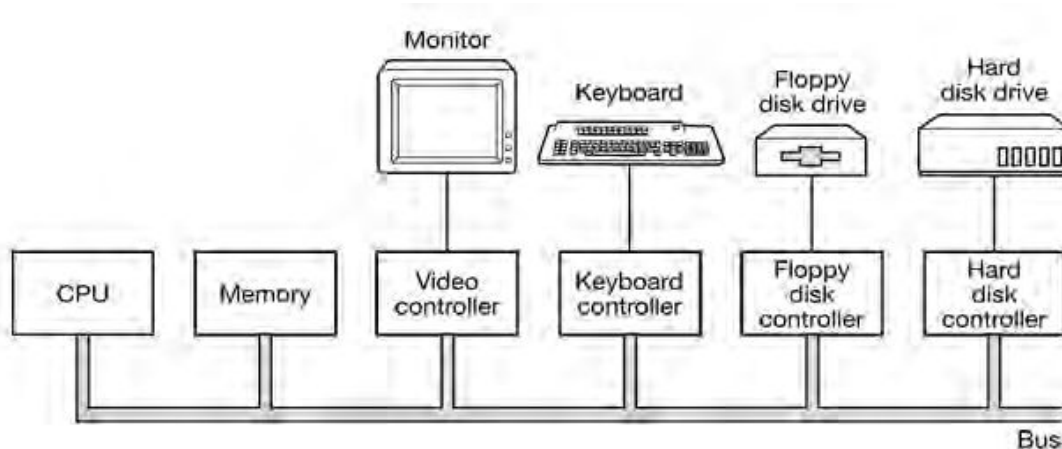 Monitor
Keyboard
Floppy
disk drive
Hard
disk drive
CPU
Memory
Video
controller
Keyboard
controller
Floppy
disk
controller
Hard
disk
controller
Bus